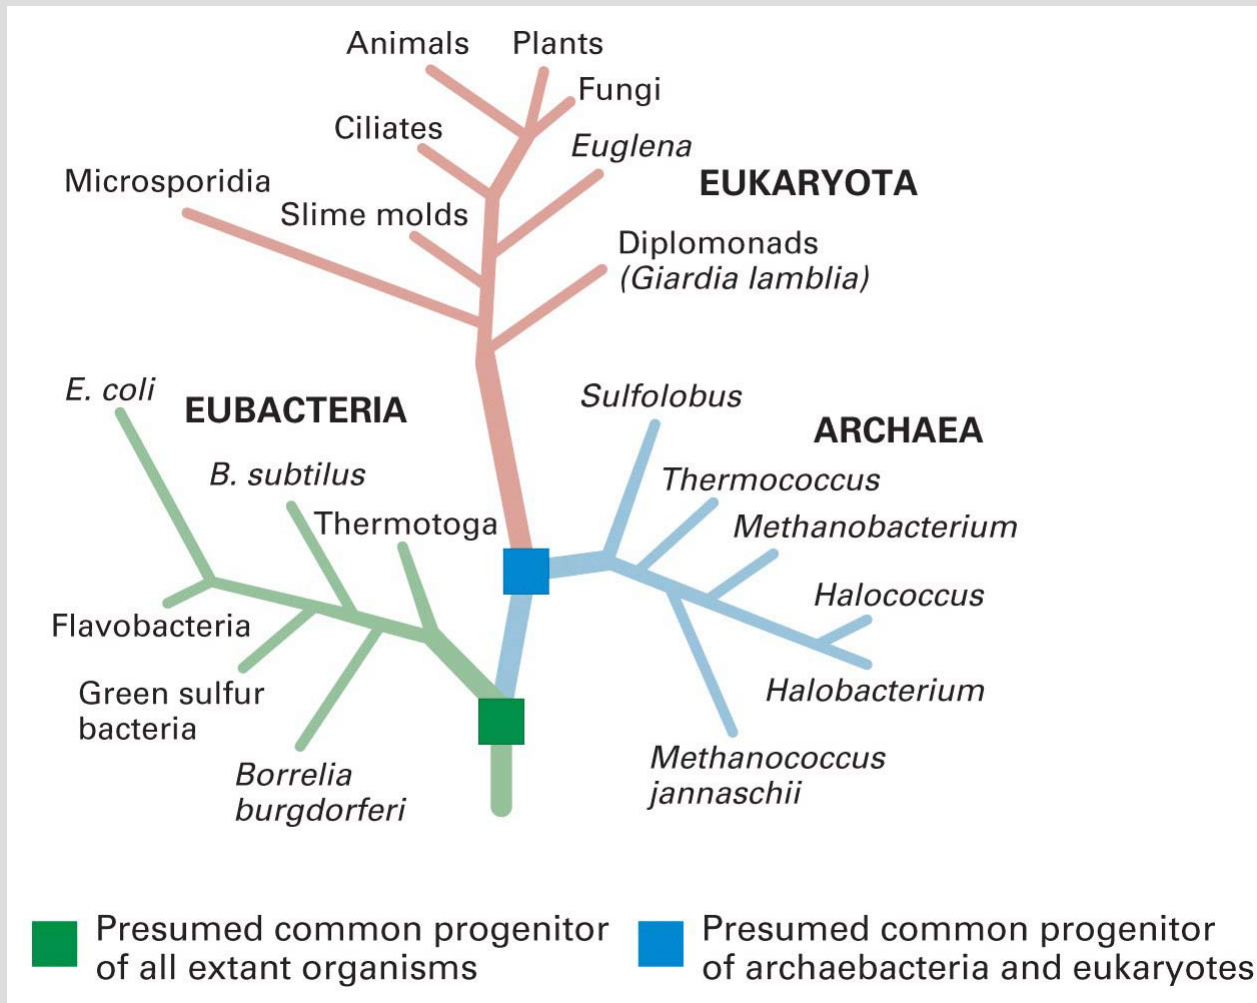 Animals
Plants
Fungi
Ciliates
Euglena
Microsporidia
EUKARYOTA
Slime molds
Diplomonads
(Giardia lamblia)
E. coli
EUBACTERIA
Sulfolobus
ARCHAEA
B. subtilus
Thermococcus
Thermotoga
Methanobacterium
Halococcus
Flavobacteria
Green sulfur
bacteria
Halobacterium
Borrelia
burgdorferi
Methanococcus
jannaschii
Presumed common progenitor
of all extant organisms
Presumed common progenitor
of archaebacteria and eukaryotes